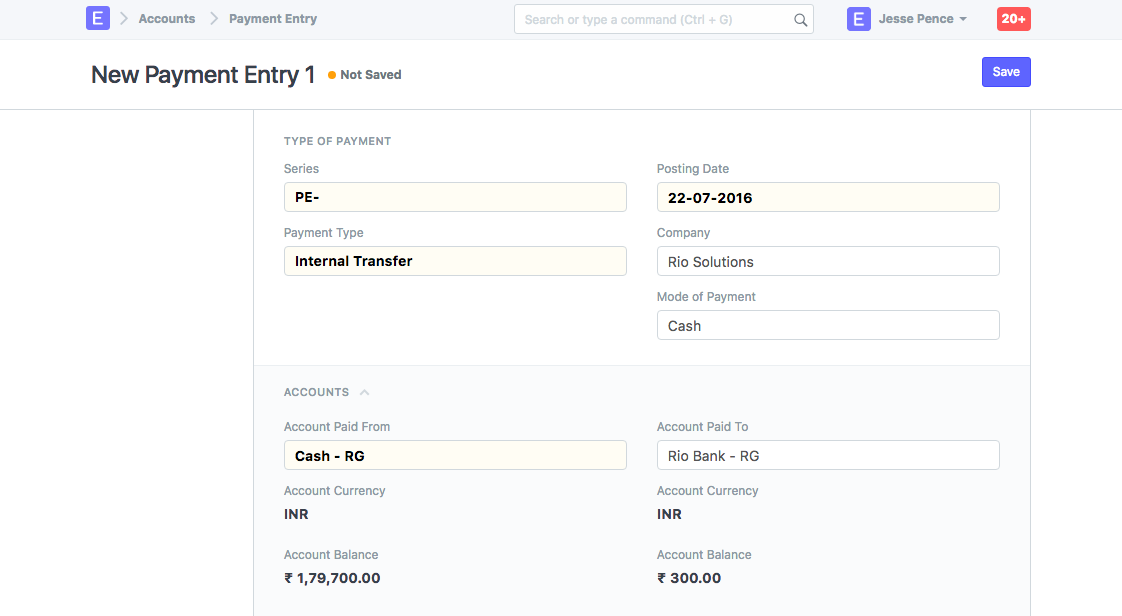 E Accounts Payment Entry Search or type a command (Ctrl + G) E Jesse Pence 20+
New Payment Entry 1 Not Saved Save
TYPE OF PAYMENT
Series Posting Date
PE- 22-07-2016
Payment Type Company
Internal Transfer Rio Solutions
Mode of Payment
Cash
ACCOUNTS
Account Paid From Account Paid To
Cash - RG Rio Bank - RG
Account Currency Account Currency
INR INR
Account Balance Account Balance
₹ 1,79,700.00 ₹ 300.00